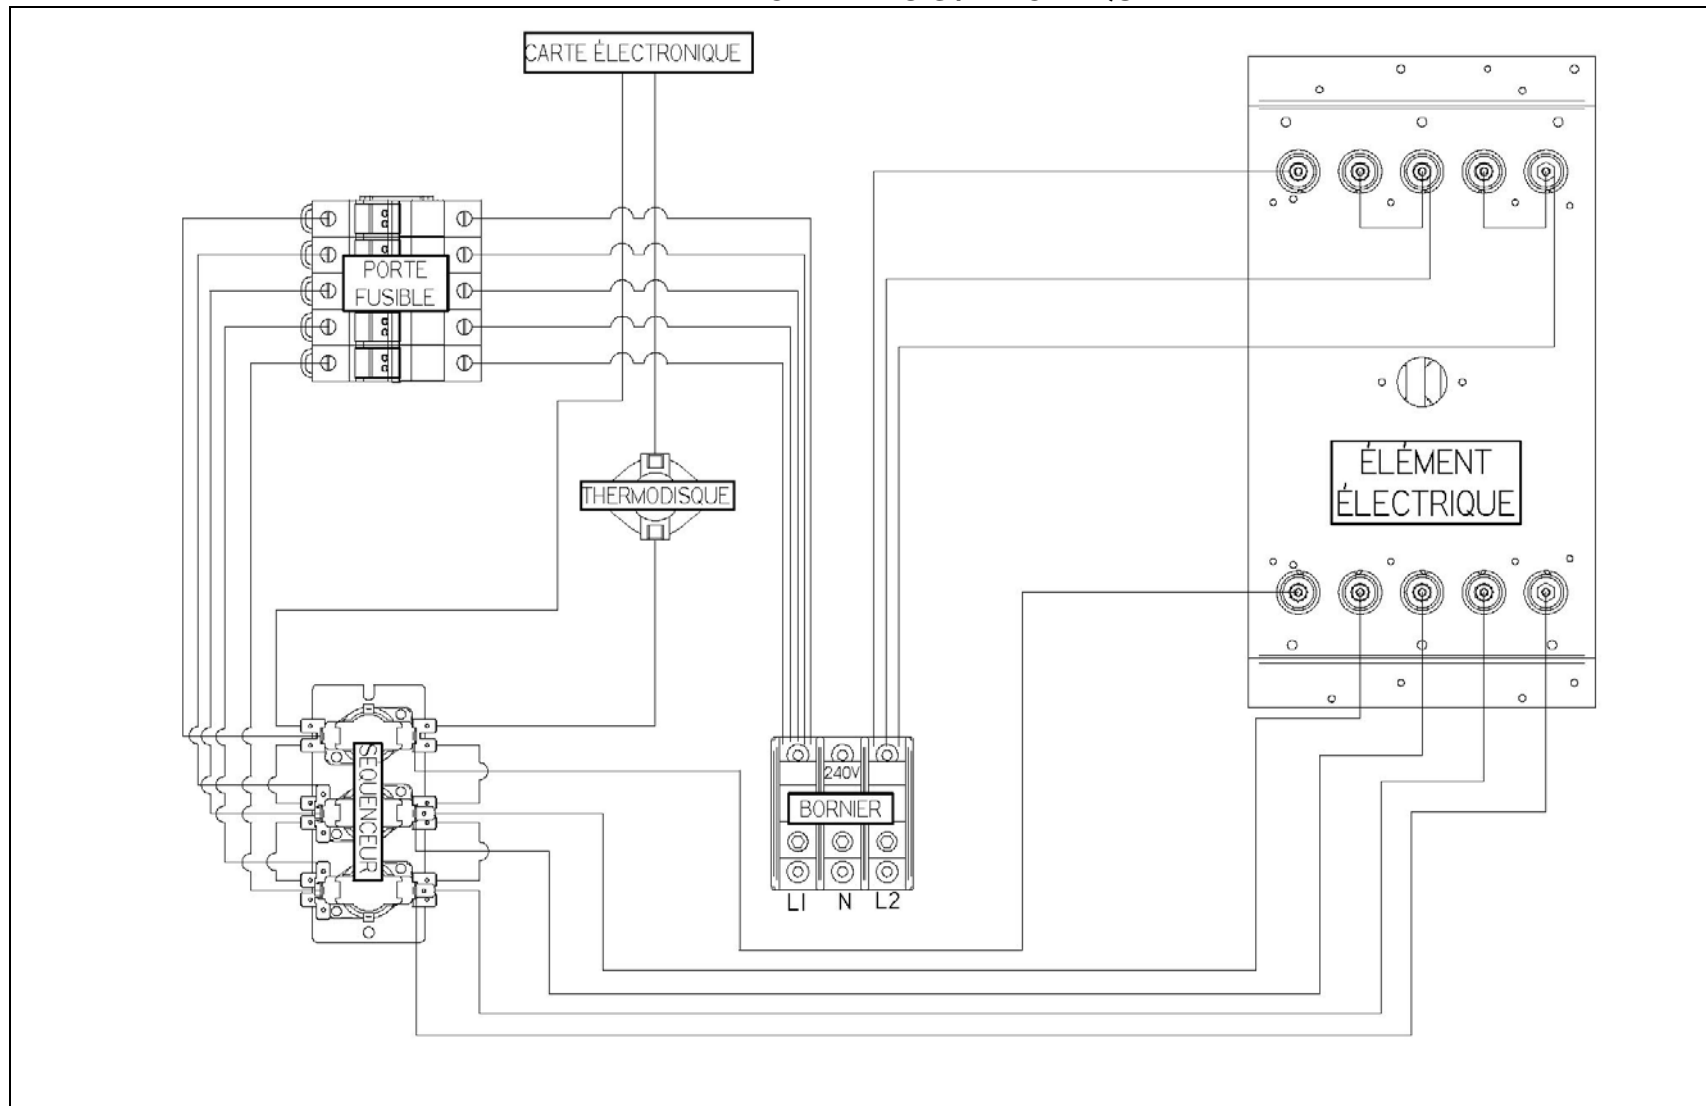 CARTE ÉLECTRONIQUE
PORTE
FUSIBLE
THERMODISQUE
ÉLÉMENT
ÉLECTRIQUE
SEQUENCEUR
240V
BORNIER
L1 N L2